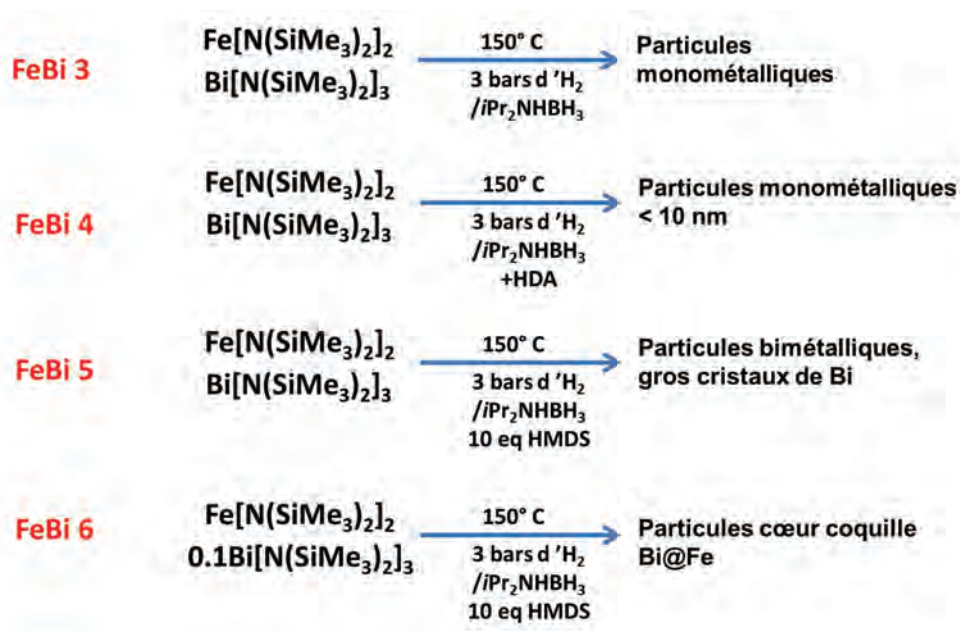 FeBi 3
Fe[N(SiMe₃)₂]₂
Bi[N(SiMe₃)₂]₃
150° C
3 bars d 'H₂
/iPr₂NHBH₃
Particules
monométalliques
FeBi 4
Fe[N(SiMe₃)₂]₂
Bi[N(SiMe₃)₂]₃
150° C
3 bars d 'H₂
/iPr₂NHBH₃
+HDA
Particules monométalliques
< 10 nm
FeBi 5
Fe[N(SiMe₃)₂]₂
Bi[N(SiMe₃)₂]₃
150° C
3 bars d 'H₂
/iPr₂NHBH₃
10 eq HMDS
Particules bimétalliques,
gros cristaux de Bi
FeBi 6
Fe[N(SiMe₃)₂]₂
0.1Bi[N(SiMe₃)₂]₃
150° C
3 bars d 'H₂
/iPr₂NHBH₃
10 eq HMDS
Particules cœur coquille
Bi@Fe